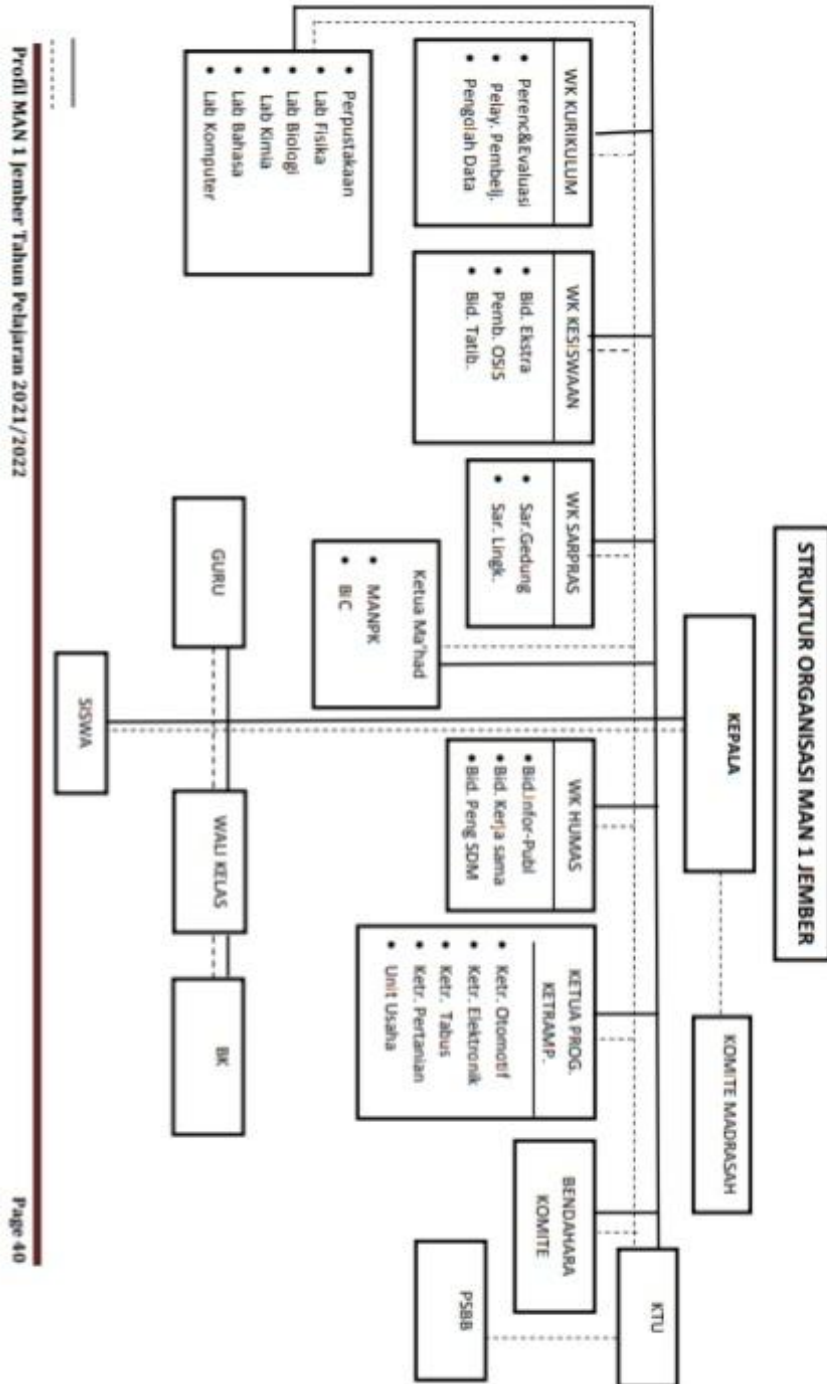 STRUKTUR ORGANISASI MAN 1 JEMBER
KEPALA
KOMITE MADRASAH
KTU
PSBB
WK KURIKULUM
• Perenc&Evaluasi
• Pelay. Pembelj.
• Pengolah Data
WK KESISWAAN
• Bid. Ekstra
• Pemb. OSIS
• Bid. Tatib.
WK SARPRAS
• Sar.Gedung
• Sar. Lingk.
WK HUMAS
• Bid.Infor-Publ
• Bid. Kerja sama
• Bid. Peng SDM
KETUA PROG.
KETRAMP.
• Ketr. Otomotif
• Ketr. Elektronik
• Ketr. Tabus
• Ketr. Pertanian
• Unit Usaha
BENDAHARA
KOMITE
• Perpustakaan
• Lab Fisika
• Lab Biologi
• Lab Kimia
• Lab Bahasa
• Lab Komputer
Ketua Ma'had
• MANPK
• BIC
GURU
WALI KELAS
BK
SISWA
Profil MAN 1 Jember Tahun Pelajaran 2021/2022
Page 40